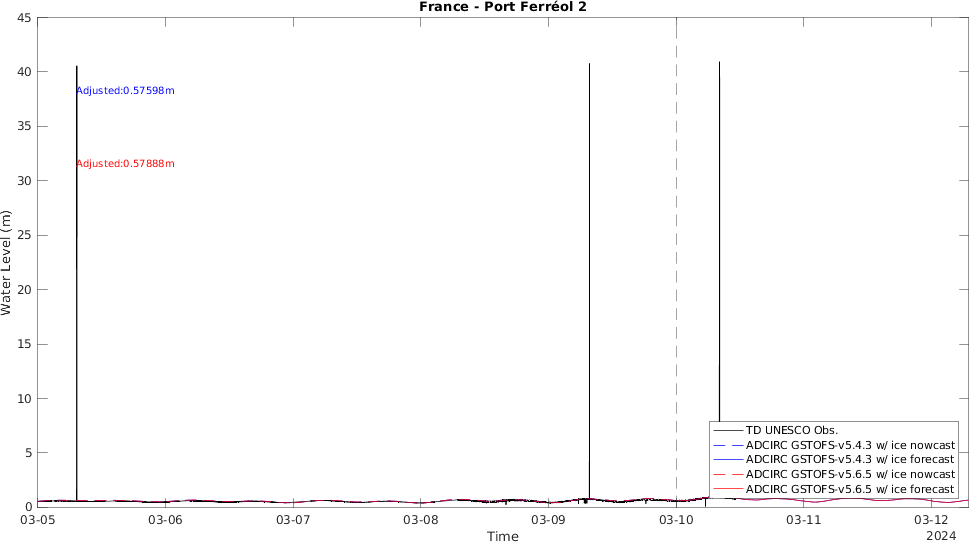 France - Port Ferréol 2
45
40
35
30
25
20
15
10
5
0
Water Level (m)
Adjusted:0.57598m
Adjusted:0.57888m
TD UNESCO Obs.
ADCIRC GSTOFS-v5.4.3 w/ ice nowcast
ADCIRC GSTOFS-v5.4.3 w/ ice forecast
ADCIRC GSTOFS-v5.6.5 w/ ice nowcast
ADCIRC GSTOFS-v5.6.5 w/ ice forecast
03-05 03-06 03-07 03-08 03-09 03-10 03-11 03-12
Time
2024